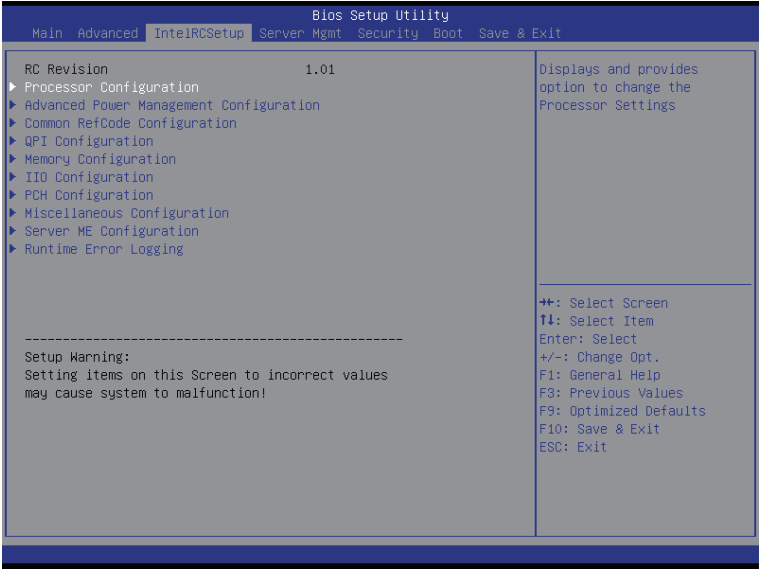 Bios Setup Utility
Main Advanced IntelRCSetup Server Mgmt Security Boot Save & Exit
RC Revision 1.01
Processor Configuration
Advanced Power Management Configuration
Common RefCode Configuration
QPI Configuration
Memory Configuration
IIO Configuration
PCH Configuration
Miscellaneous Configuration
Server ME Configuration
Runtime Error Logging
--------------------------------------------------
Setup Warning:
Setting items on this Screen to incorrect values
may cause system to malfunction!
Displays and provides
option to change the
Processor Settings
→←: Select Screen
↑↓: Select Item
Enter: Select
+/-: Change Opt.
F1: General Help
F3: Previous Values
F9: Optimized Defaults
F10: Save & Exit
ESC: Exit